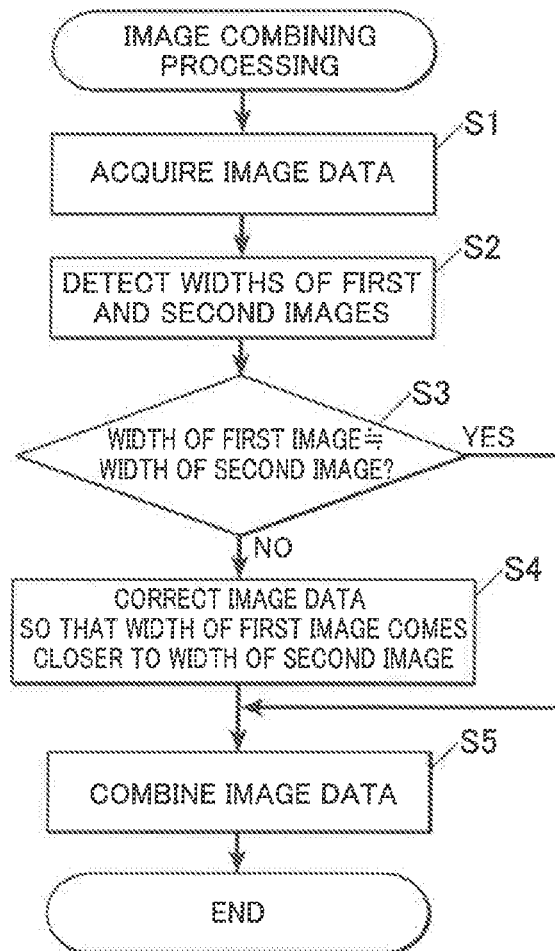 IMAGE COMBINING
PROCESSING
S1
ACQUIRE IMAGE DATA
S2
DETECT WIDTHS OF FIRST
AND SECOND IMAGES
S3
WIDTH OF FIRST IMAGE≒
WIDTH OF SECOND IMAGE?
YES
NO
S4
CORRECT IMAGE DATA
SO THAT WIDTH OF FIRST IMAGE COMES
CLOSER TO WIDTH OF SECOND IMAGE
S5
COMBINE IMAGE DATA
END